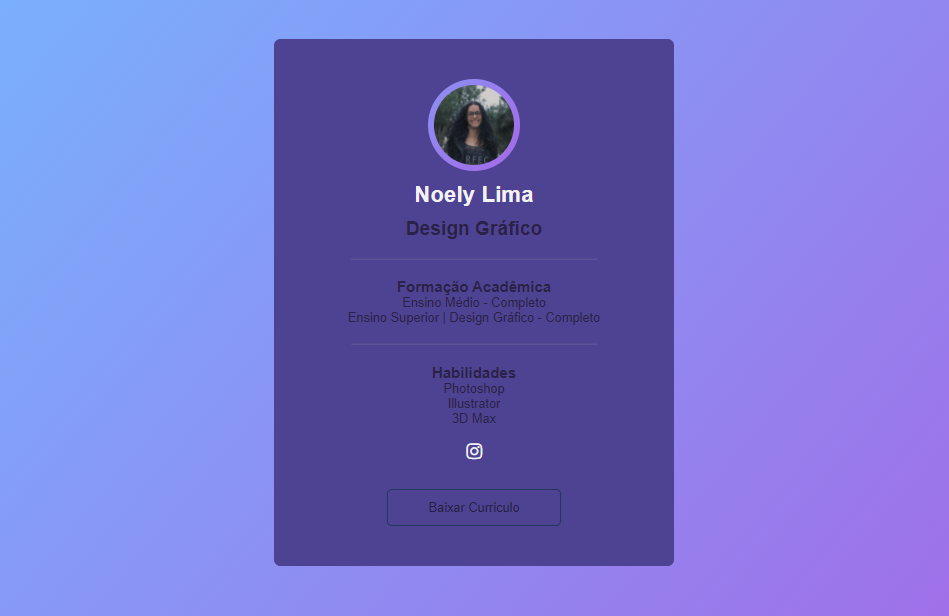 Noely Lima
Design Gráfico
Formação Acadêmica
Ensino Médio - Completo
Ensino Superior | Design Gráfico - Completo
Habilidades
Photoshop
Illustrator
3D Max
Baixar Curriculo